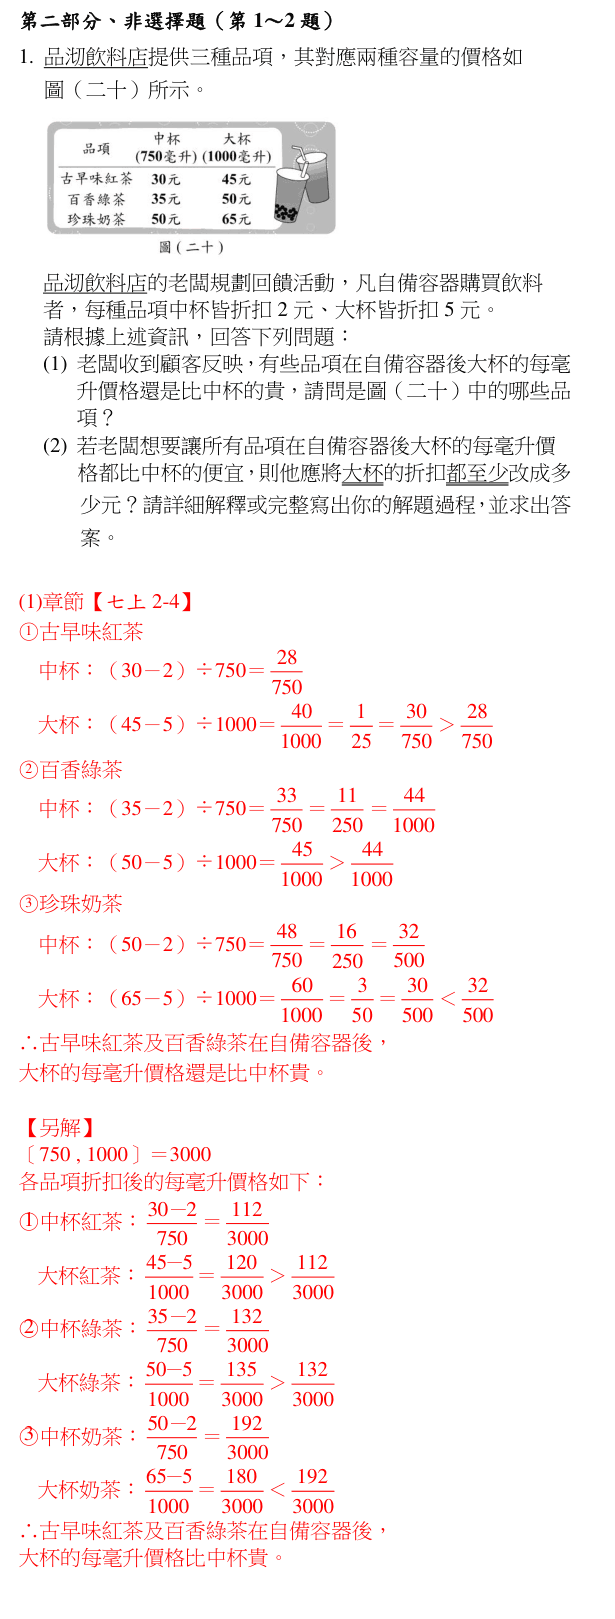 第二部分、非選擇題（第 1～2 題）
1. 品沏飲料店提供三種品項，其對應兩種容量的價格如
圖（二十）所示。
品項 中杯 大杯
(750毫升) (1000毫升)
古早味紅茶 30元 45元
百香綠茶 35元 50元
珍珠奶茶 50元 65元
圖(二十)
品沏飲料店的老闆規劃回饋活動，凡自備容器購買飲料
者，每種品項中杯皆折扣 2 元、大杯皆折扣 5 元。
請根據上述資訊，回答下列問題：
(1) 老闆收到顧客反映，有些品項在自備容器後大杯的每毫
升價格還是比中杯的貴，請問是圖（二十）中的哪些品
項？
(2) 若老闆想要讓所有品項在自備容器後大杯的每毫升價
格都比中杯的便宜，則他應將大杯的折扣都至少改成多
少元？請詳細解釋或完整寫出你的解題過程，並求出答
案。
(1)章節【七上 2-4】
①古早味紅茶
中杯：（30－2）÷750＝28/750
大杯：（45－5）÷1000＝40/1000＝1/25＝30/750＞28/750
②百香綠茶
中杯：（35－2）÷750＝33/750＝11/250＝44/1000
大杯：（50－5）÷1000＝45/1000＞44/1000
③珍珠奶茶
中杯：（50－2）÷750＝48/750＝16/250＝32/500
大杯：（65－5）÷1000＝60/1000＝3/50＝30/500＜32/500
∴古早味紅茶及百香綠茶在自備容器後，
大杯的每毫升價格還是比中杯貴。
【另解】
〔750 , 1000〕＝3000
各品項折扣後的每毫升價格如下：
①中杯紅茶：30－2/750＝112/3000
大杯紅茶：45－5/1000＝120/3000＞112/3000
②中杯綠茶：35－2/750＝132/3000
大杯綠茶：50－5/1000＝135/3000＞132/3000
③中杯奶茶：50－2/750＝192/3000
大杯奶茶：65－5/1000＝180/3000＜192/3000
∴古早味紅茶及百香綠茶在自備容器後，
大杯的每毫升價格比中杯貴。